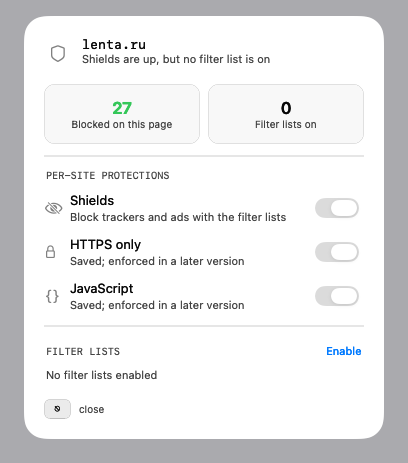 lenta.ru
Shields are up, but no filter list is on
27
Blocked on this page
0
Filter lists on
PER-SITE PROTECTIONS
Shields
Block trackers and ads with the filter lists
HTTPS only
Saved; enforced in a later version
{} JavaScript
Saved; enforced in a later version
FILTER LISTS
Enable
No filter lists enabled
close